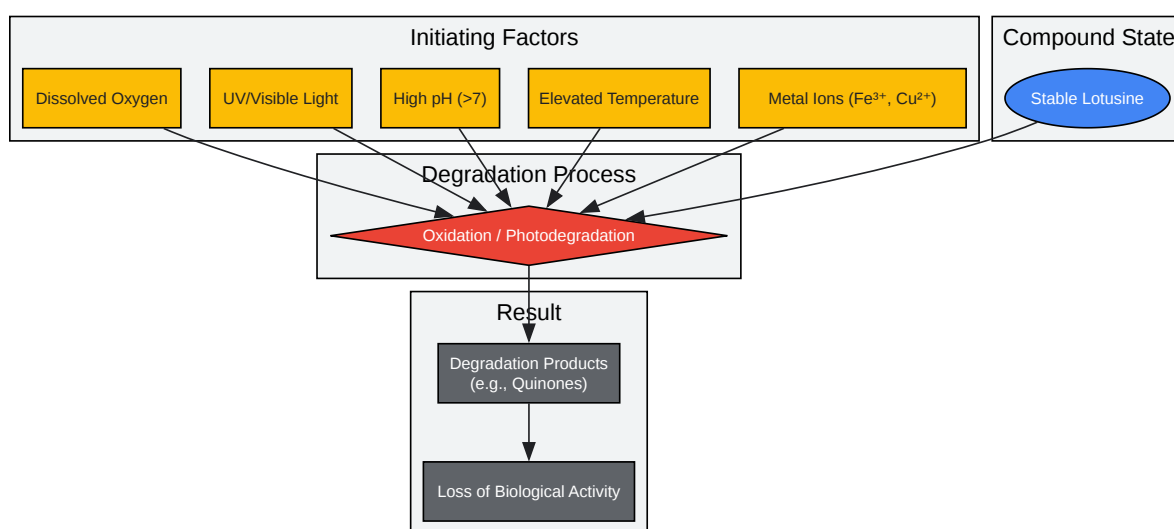 Initiating Factors
Compound State
Dissolved Oxygen
UV/Visible Light
High pH (>7)
Elevated Temperature
Metal Ions (Fe³⁺, Cu²⁺)
Stable Lotusine
Degradation Process
Oxidation / Photodegradation
Result
Degradation Products
(e.g., Quinones)
Loss of Biological Activity